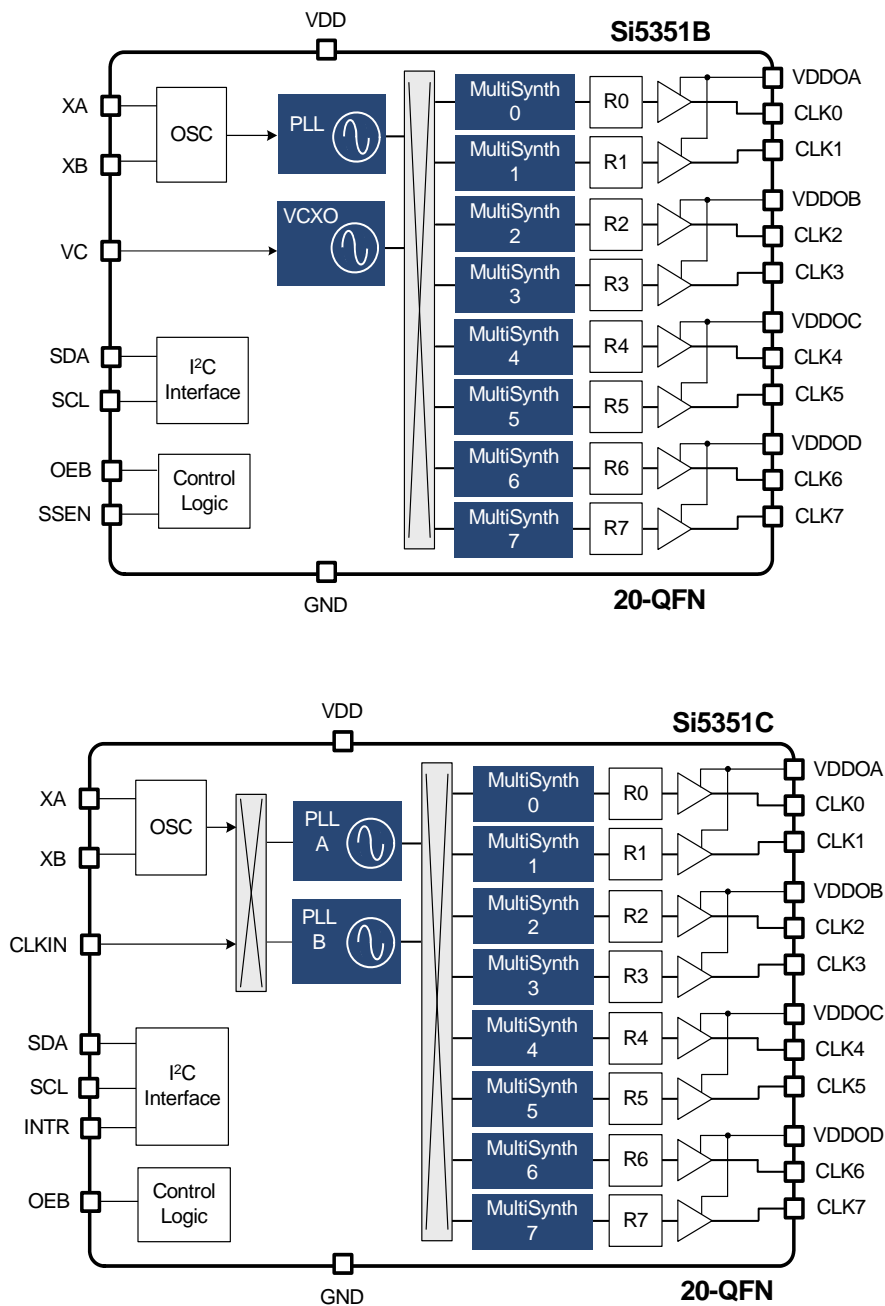 VDD
Si5351B
XA
XB
OSC
PLL
VC
VCXO
SDA
SCL
I²C
Interface
OEB
SSEN
Control
Logic
MultiSynth
0
R0
MultiSynth
1
R1
MultiSynth
2
R2
MultiSynth
3
R3
MultiSynth
4
R4
MultiSynth
5
R5
MultiSynth
6
R6
MultiSynth
7
R7
VDDOA
CLK0
CLK1
VDDOB
CLK2
CLK3
VDDOC
CLK4
CLK5
VDDOD
CLK6
CLK7
GND
20-QFN
VDD
Si5351C
XA
XB
OSC
CLKIN
PLL
A
PLL
B
SDA
SCL
INTR
I²C
Interface
OEB
Control
Logic
MultiSynth
0
R0
MultiSynth
1
R1
MultiSynth
2
R2
MultiSynth
3
R3
MultiSynth
4
R4
MultiSynth
5
R5
MultiSynth
6
R6
MultiSynth
7
R7
VDDOA
CLK0
CLK1
VDDOB
CLK2
CLK3
VDDOC
CLK4
CLK5
VDDOD
CLK6
CLK7
GND
20-QFN